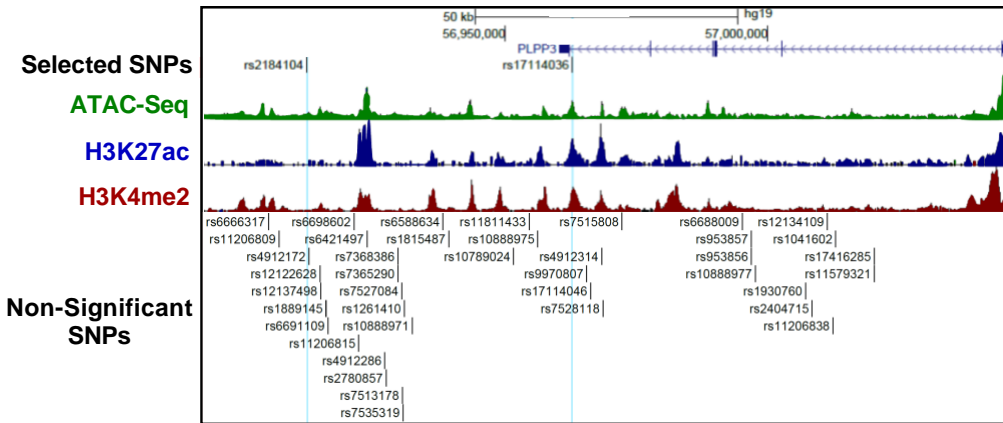 50 kb hg19
56,950,000 57,000,000
PLPP3
Selected SNPs rs2184104 rs17114036
ATAC-Seq
H3K27ac
H3K4me2
rs6666317 rs6698602 rs6588634 rs11811433 rs7515808 rs6688009 rs12134109
rs11206809 rs6421497 rs1815487 rs10888975 rs953857 rs1041602
rs4912172 rs7368386 rs10789024 rs4912314 rs953856 rs17416285
rs12122628 rs7365290 rs9970807 rs10888977 rs11579321
rs12137498 rs7527084 rs17114046 rs1930760
Non-Significant SNPs
rs1889145 rs1261410 rs7528118 rs2404715
rs6691109 rs10888971 rs11206838
rs11206815
rs4912286
rs2780857
rs7513178
rs7535319